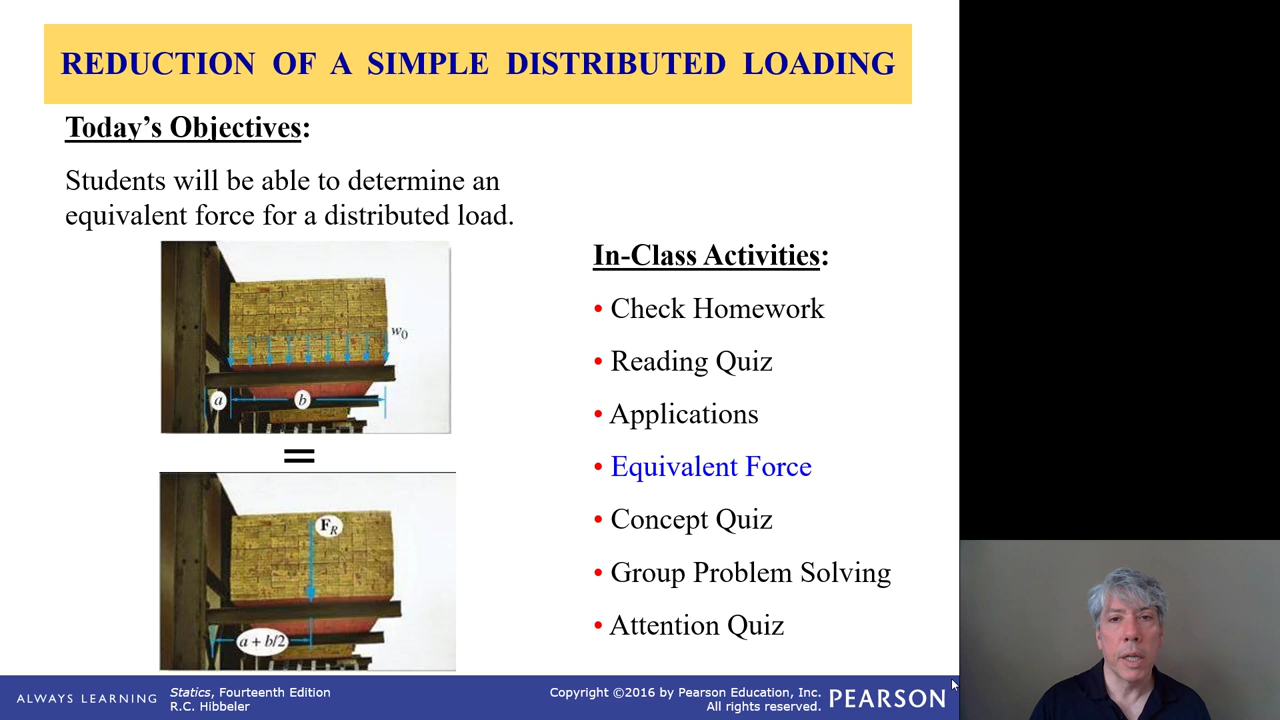 REDUCTION OF A SIMPLE DISTRIBUTED LOADING
Today’s Objectives:
Students will be able to determine an
equivalent force for a distributed load.
w0
a
b
=
FR
a + b/2
In-Class Activities:
• Check Homework
• Reading Quiz
• Applications
• Equivalent Force
• Concept Quiz
• Group Problem Solving
• Attention Quiz
ALWAYS LEARNING
Statics, Fourteenth Edition
R.C. Hibbeler
Copyright ©2016 by Pearson Education, Inc.
All rights reserved.
PEARSON